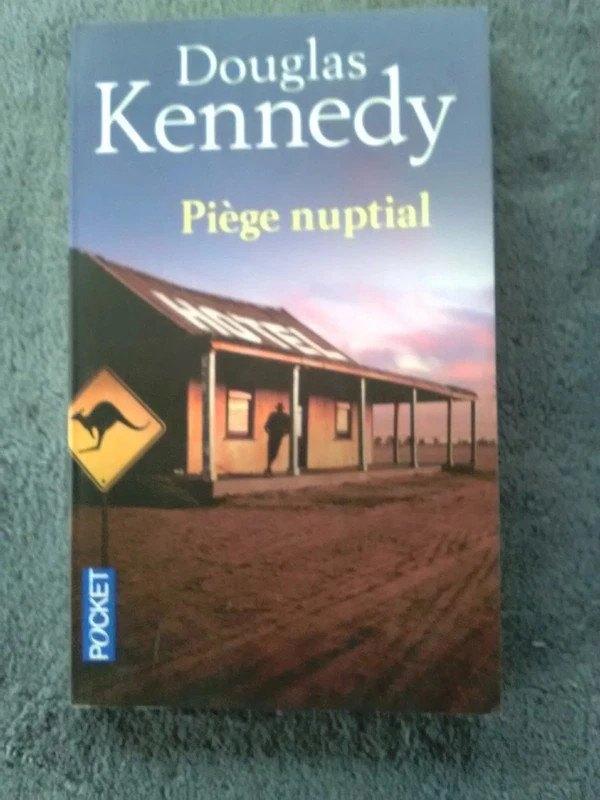 Douglas
Kennedy
Piège nuptial
HOTEL
POCKET